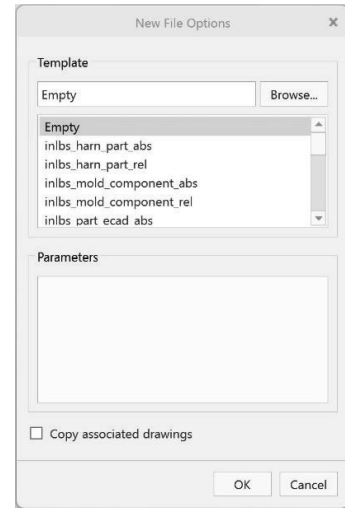 New File Options
Template
Empty
Browse...
Empty
inlbs_harn_part_abs
inlbs_harn_part_rel
inlbs_mold_component_abs
inlbs_mold_component_rel
inlbs_part_ecad_abs
Parameters
Copy associated drawings
OK
Cancel